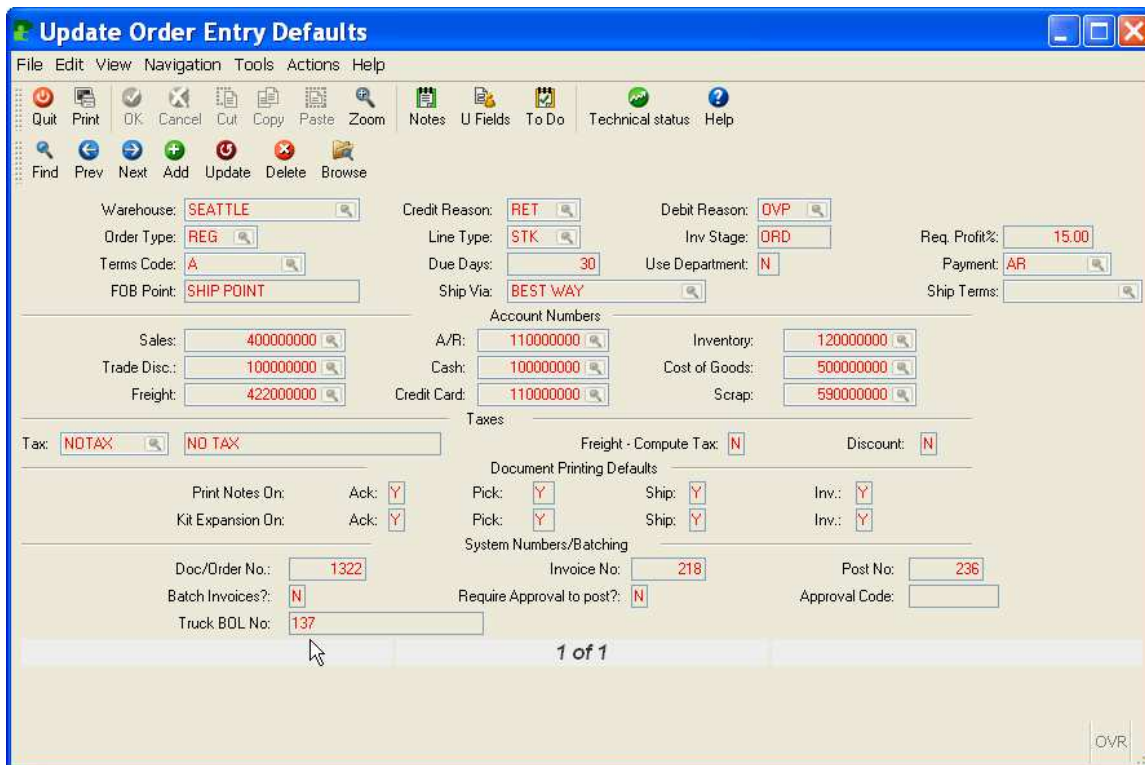 Update Order Entry Defaults
File Edit View Navigation Tools Actions Help
Quit Print OK Cancel Cut Copy Paste Zoom Notes U Fields To Do Technical status Help
Find Prev Next Add Update Delete Browse
Warehouse: SEATTLE Credit Reason: RET Debit Reason: OVP
Order Type: REG Line Type: STK Inv Stage: ORD Req. Profit%: 15.00
Terms Code: A Due Days: 30 Use Department: N Payment: AR
FOB Point: SHIP POINT Ship Via: BEST WAY Ship Terms:
Account Numbers
Sales: 400000000 A/R: 110000000 Inventory: 120000000
Trade Disc.: 100000000 Cash: 100000000 Cost of Goods: 500000000
Freight: 422000000 Credit Card: 110000000 Scrap: 590000000
Taxes
Tax: NOTAX NO TAX Freight - Compute Tax: N Discount: N
Document Printing Defaults
Print Notes On: Ack: Y Pick: Y Ship: Y Inv.: Y
Kit Expansion On: Ack: Y Pick: Y Ship: Y Inv.: Y
System Numbers/Batching
Doc/Order No.: 1322 Invoice No: 218 Post No: 236
Batch Invoices?: N Require Approval to post?: N Approval Code:
Truck BOL No: 137
1 of 1
OVR